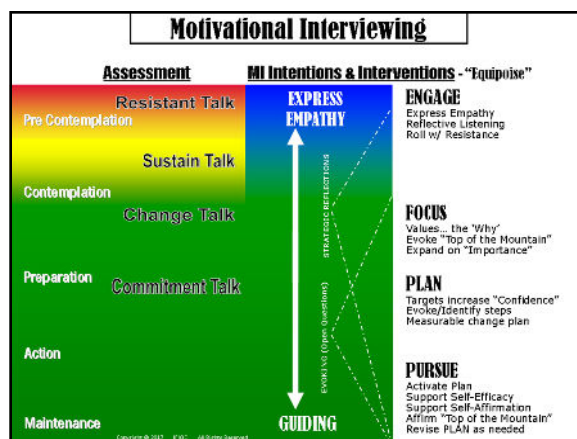 Motivational Interviewing
Assessment
MI Intentions & Interventions - "Equipoise"
Resistant Talk
Pre Contemplation
Sustain Talk
Contemplation
Change Talk
Preparation
Commitment Talk
Action
Maintenance
EXPRESS
EMPATHY
STRATEGIC REFLECTIONS
EVOKING (Open Questions)
GUIDING
ENGAGE
Express Empathy
Reflective Listening
Roll w/ Resistance
FOCUS
Values... the 'Why'
Evoke "Top of the Mountain"
Expand on "Importance"
PLAN
Targets increase "Confidence"
Evoke/Identify steps
Measurable change plan
PURSUE
Activate Plan
Support Self-Efficacy
Support Self-Affirmation
Affirm "Top of the Mountain"
Revise PLAN as needed
Copyright © All Rights Reserved